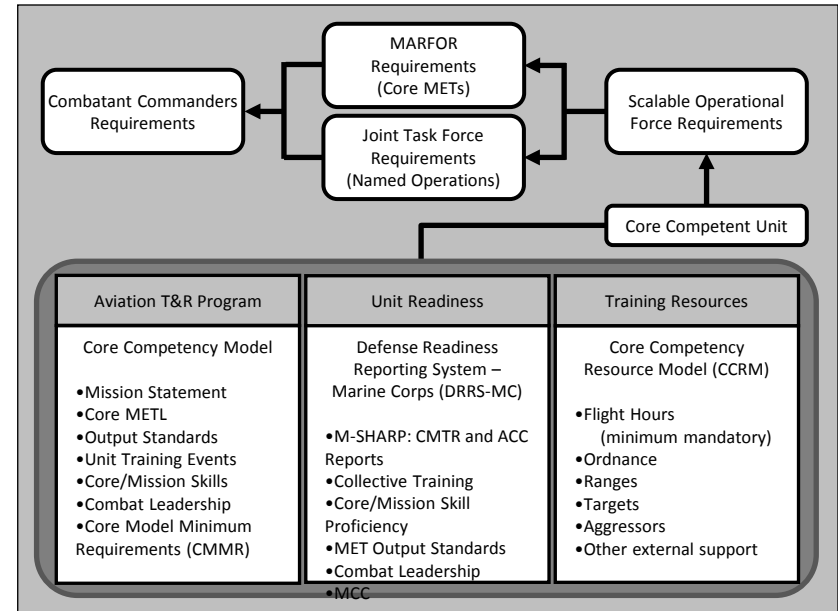 MARFOR
Requirements
(Core METs)
Combatant Commanders
Requirements
Scalable Operational
Force Requirements
Joint Task Force
Requirements
(Named Operations)
Core Competent Unit
Aviation T&R Program
Core Competency Model
•Mission Statement
•Core METL
•Output Standards
•Unit Training Events
•Core/Mission Skills
•Combat Leadership
•Core Model Minimum
Requirements (CMMR)
Unit Readiness
Defense Readiness
Reporting System –
Marine Corps (DRRS-MC)
•M-SHARP: CMTR and ACC
Reports
•Collective Training
•Core/Mission Skill
Proficiency
•MET Output Standards
•Combat Leadership
•MCC
Training Resources
Core Competency
Resource Model (CCRM)
•Flight Hours
(minimum mandatory)
•Ordnance
•Ranges
•Targets
•Aggressors
•Other external support